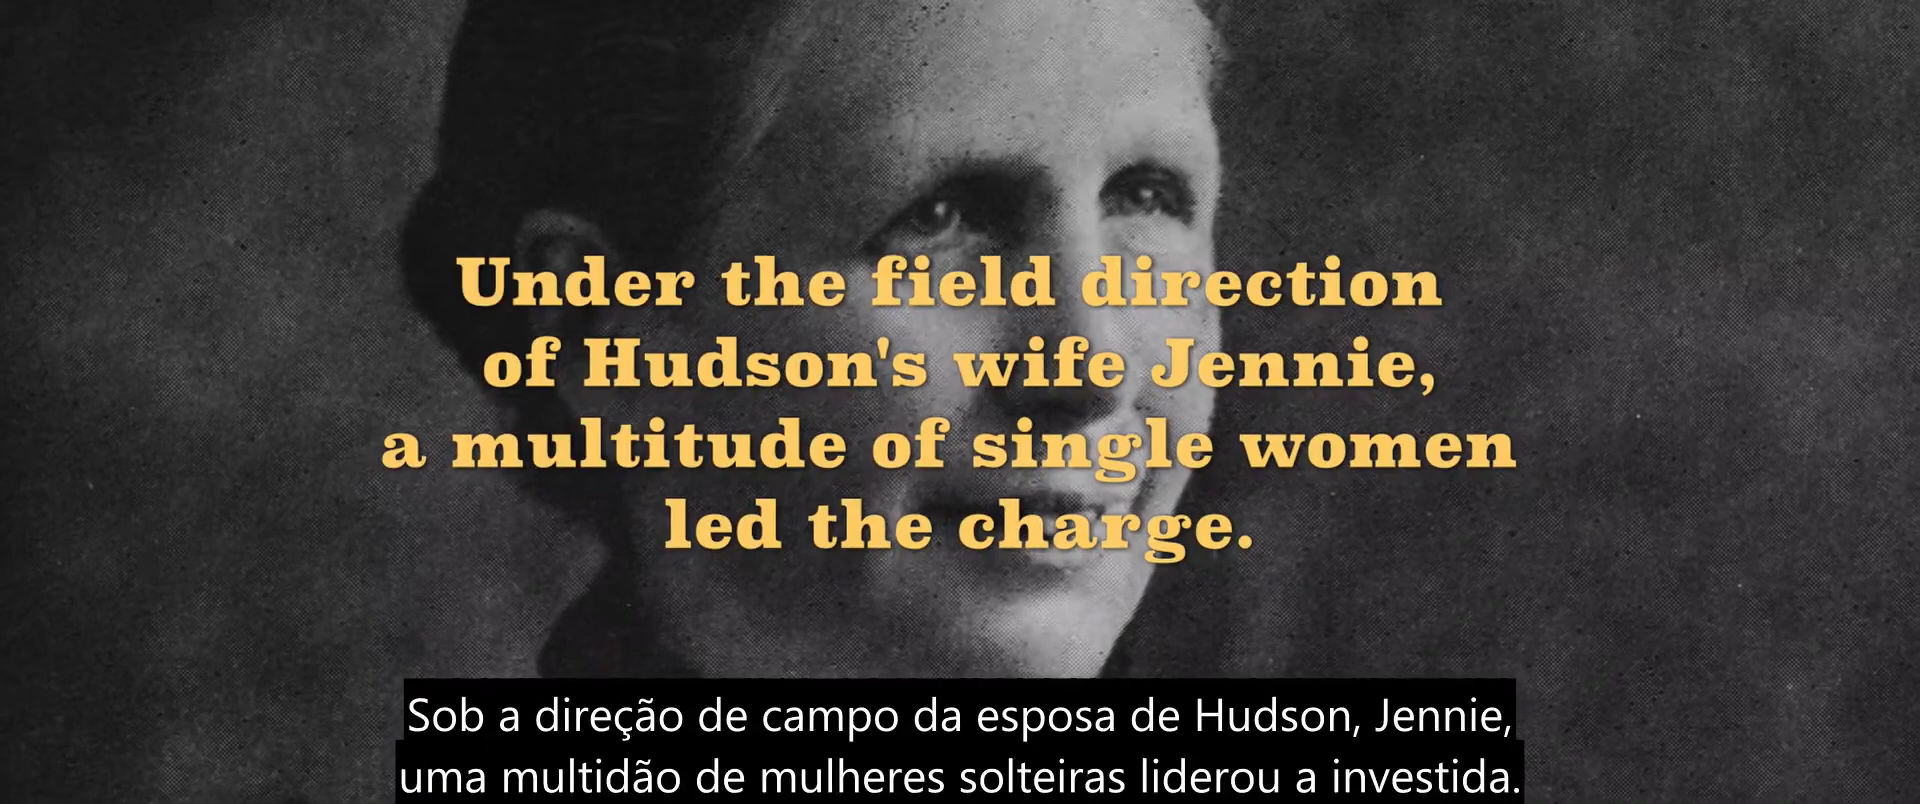 Under the field direction
of Hudson's wife Jennie,
a multitude of single women
led the charge.
Sob a direção de campo da esposa de Hudson, Jennie,
uma multidão de mulheres solteiras liderou a investida.